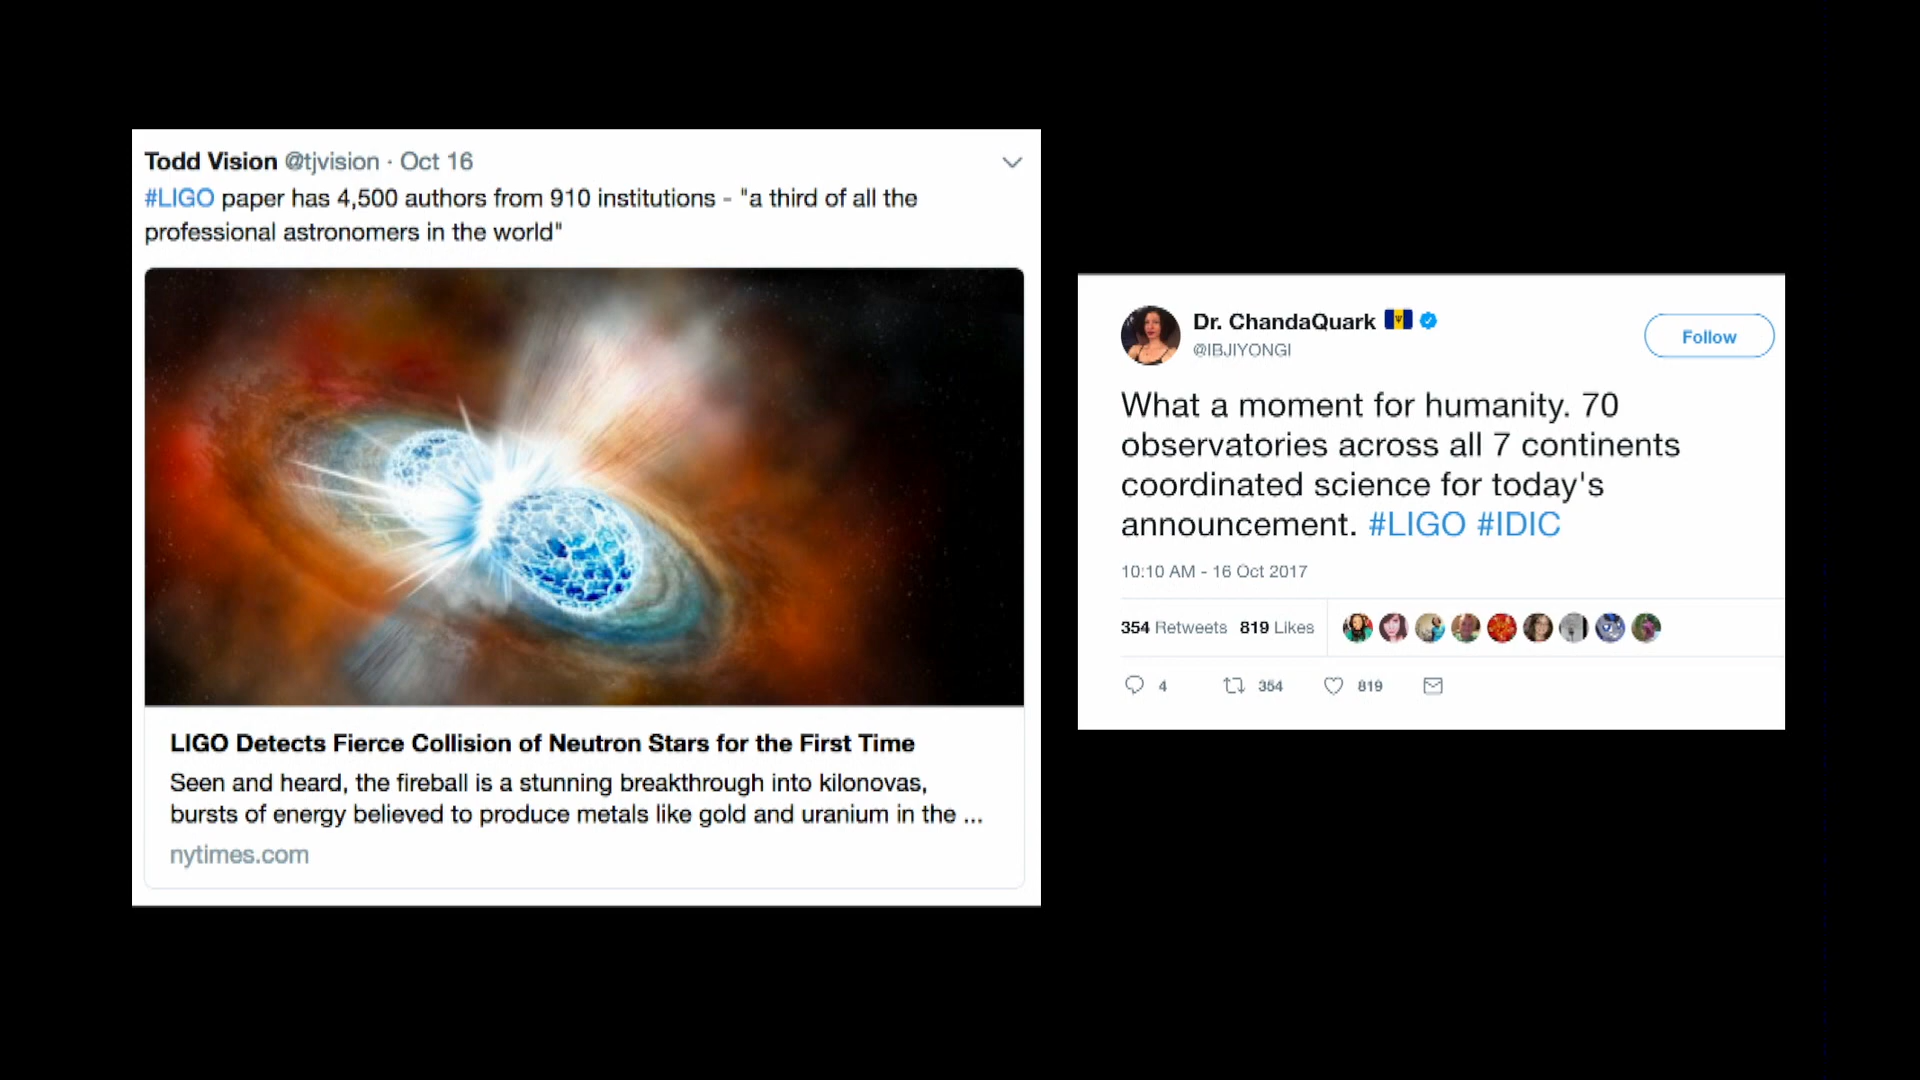 Todd Vision @tjvision · Oct 16
#LIGO paper has 4,500 authors from 910 institutions - "a third of all the
professional astronomers in the world"
LIGO Detects Fierce Collision of Neutron Stars for the First Time
Seen and heard, the fireball is a stunning breakthrough into kilonovas,
bursts of energy believed to produce metals like gold and uranium in the ...
nytimes.com
Dr. ChandaQuark
@IBJIYONGI
Follow
What a moment for humanity. 70
observatories across all 7 continents
coordinated science for today's
announcement. #LIGO #IDIC
10:10 AM - 16 Oct 2017
354 Retweets 819 Likes
4 354 819